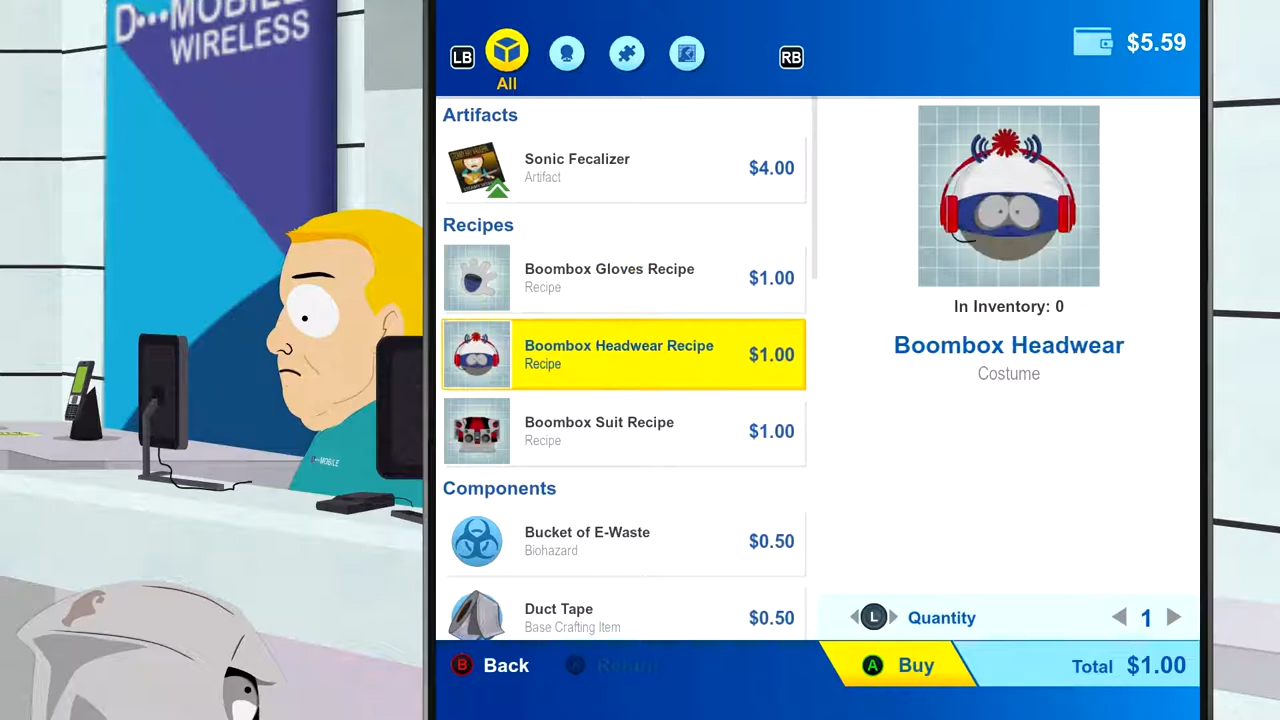 D···MOBILE
WIRELESS
LB
RB
$5.59
All
Artifacts
Sonic Fecalizer
Artifact
$4.00
Recipes
Boombox Gloves Recipe
Recipe
$1.00
Boombox Headwear Recipe
Recipe
$1.00
Boombox Suit Recipe
Recipe
$1.00
Components
Bucket of E-Waste
Biohazard
$0.50
Duct Tape
Base Crafting Item
$0.50
In Inventory: 0
Boombox Headwear
Costume
L Quantity 1
B Back
A Buy
Total $1.00
D···MOBILE